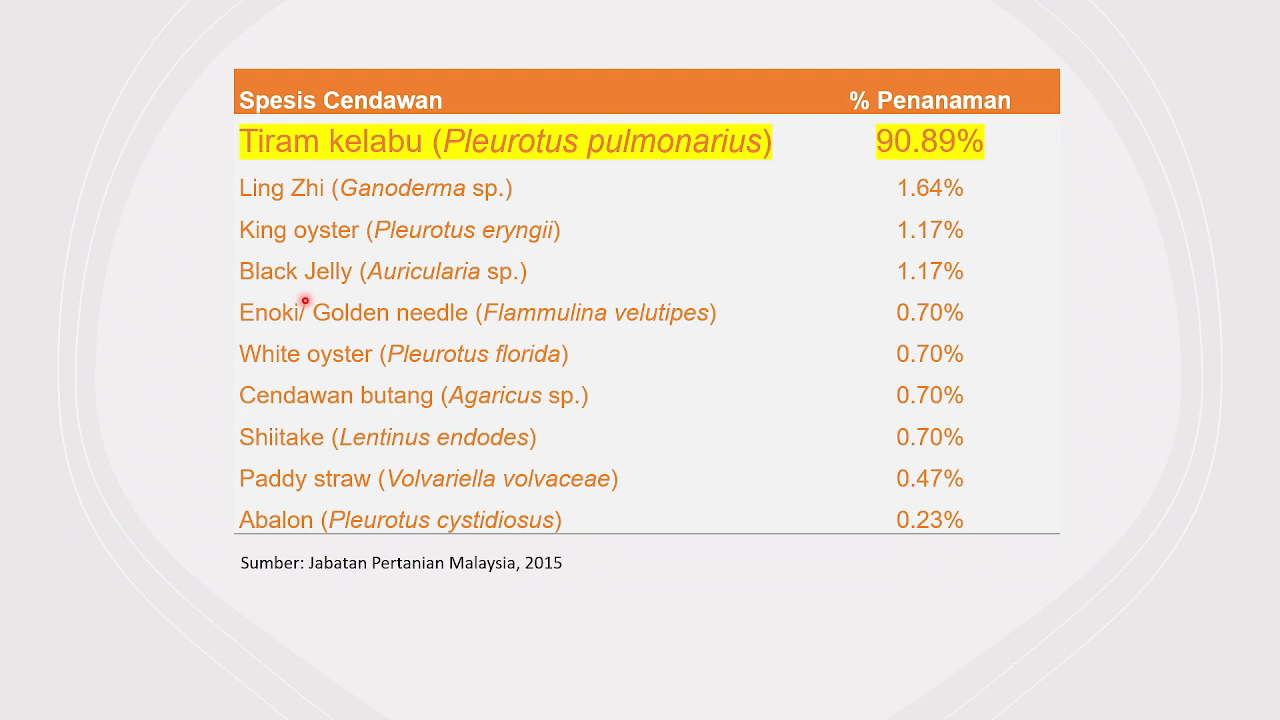 Spesis Cendawan % Penanaman
Tiram kelabu (Pleurotus pulmonarius) 90.89%
Ling Zhi (Ganoderma sp.) 1.64%
King oyster (Pleurotus eryngii) 1.17%
Black Jelly (Auricularia sp.) 1.17%
Enoki/ Golden needle (Flammulina velutipes) 0.70%
White oyster (Pleurotus florida) 0.70%
Cendawan butang (Agaricus sp.) 0.70%
Shiitake (Lentinus endodes) 0.70%
Paddy straw (Volvariella volvaceae) 0.47%
Abalon (Pleurotus cystidiosus) 0.23%
Sumber: Jabatan Pertanian Malaysia, 2015